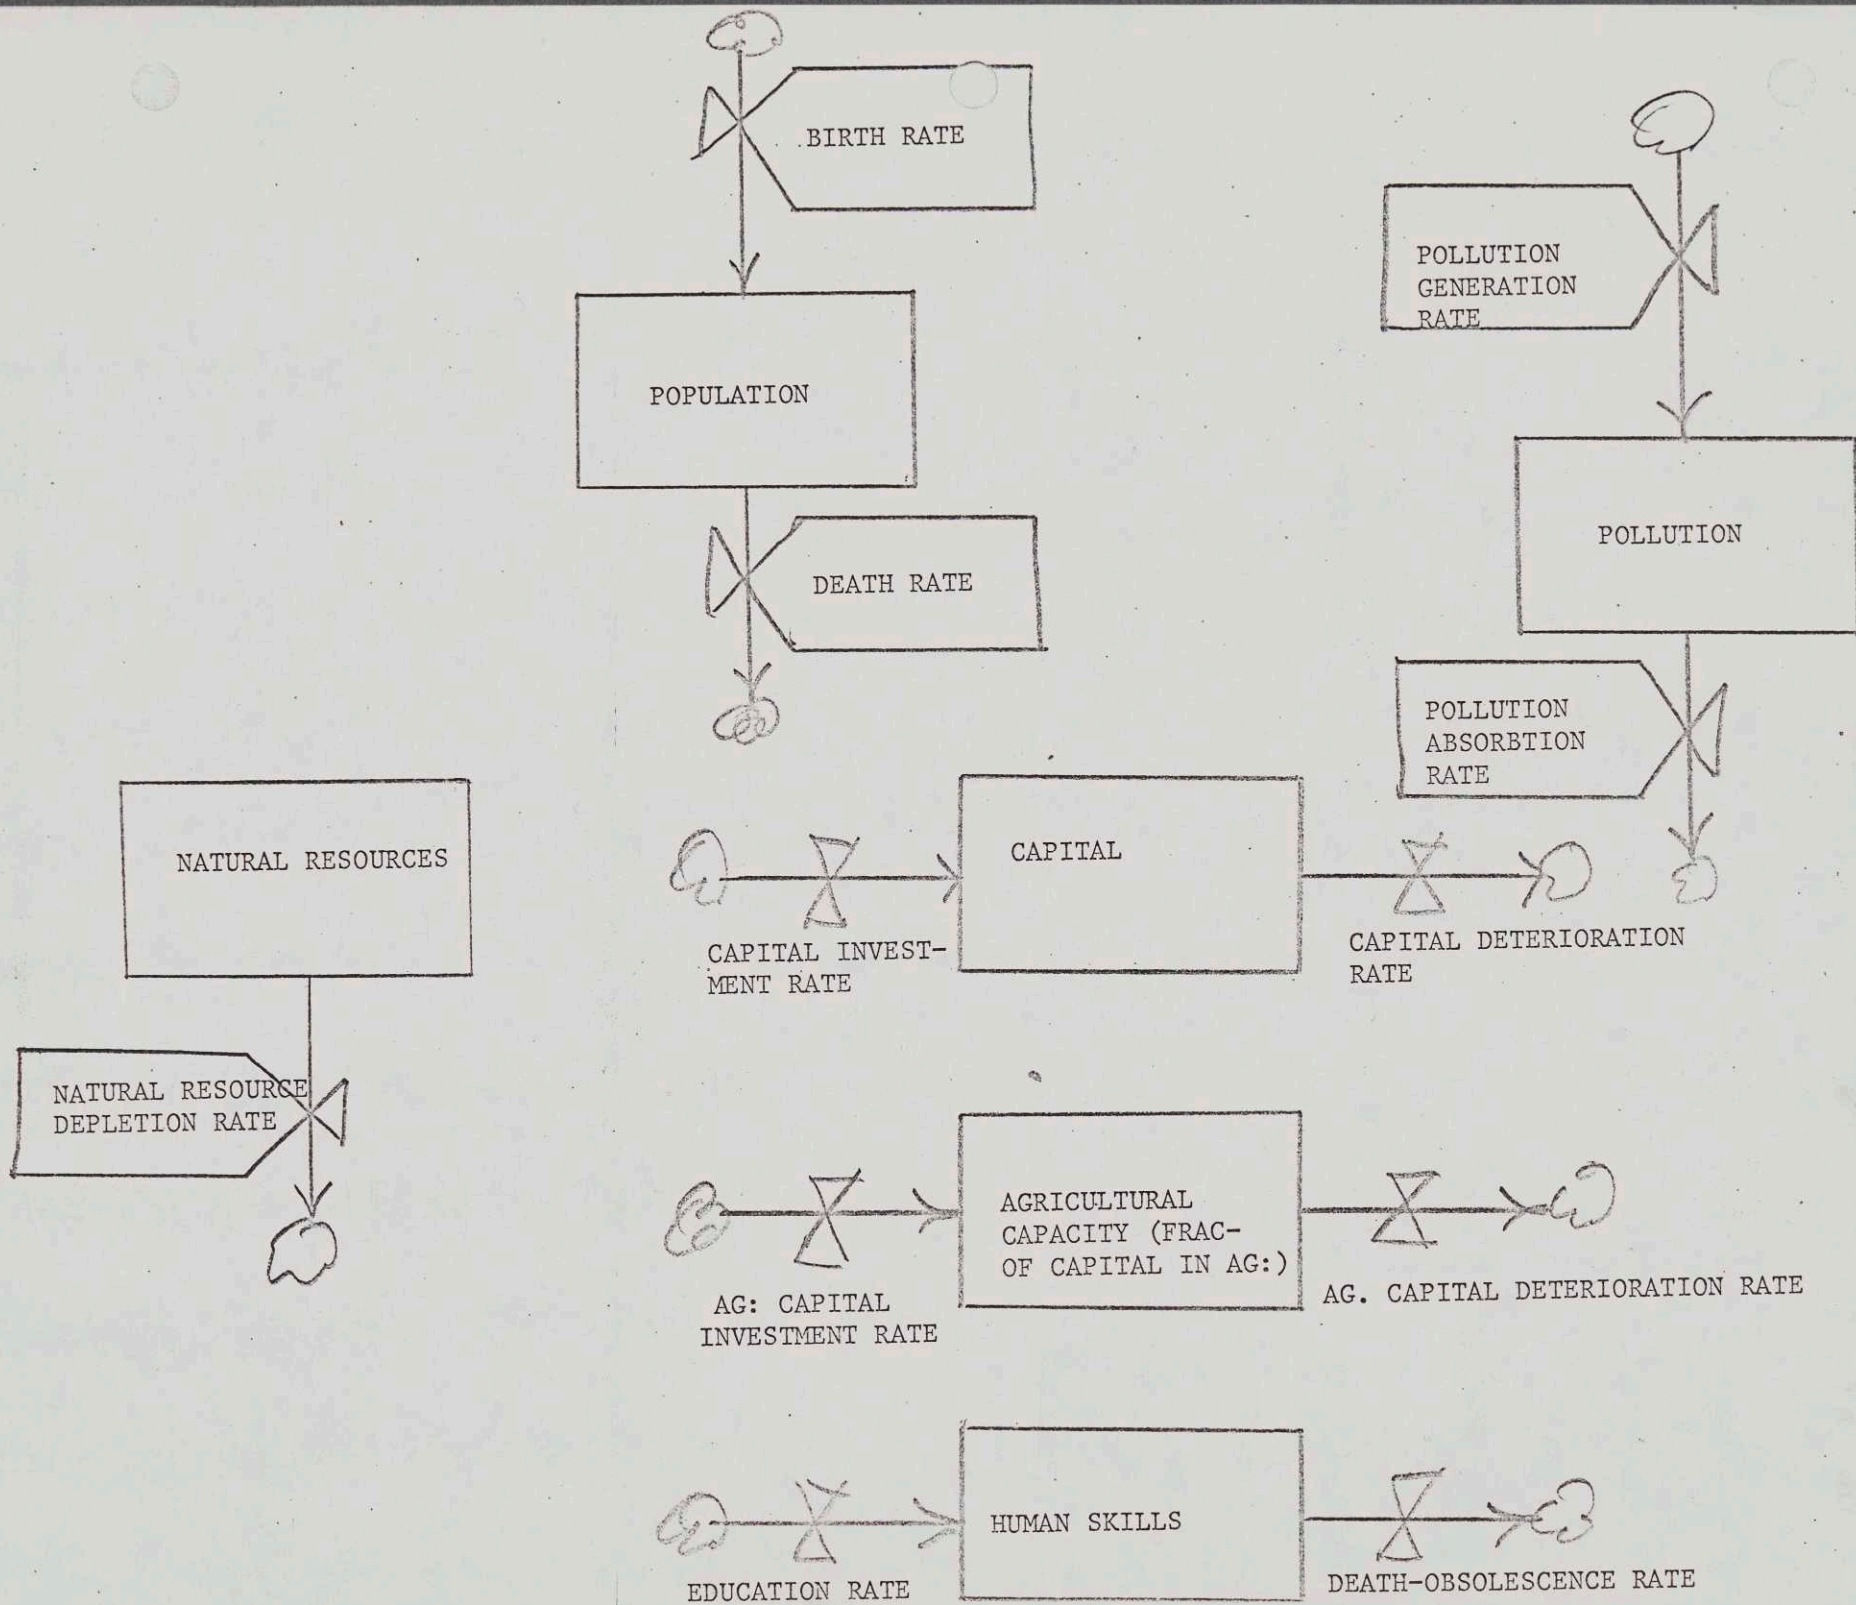 BIRTH RATE
POLLUTION
GENERATION
RATE
POPULATION
POLLUTION
DEATH RATE
POLLUTION
ABSORBTION
RATE
NATURAL RESOURCES
CAPITAL
CAPITAL INVEST-
MENT RATE
CAPITAL DETERIORATION
RATE
NATURAL RESOURCE
DEPLETION RATE
AGRICULTURAL
CAPACITY (FRAC-
OF CAPITAL IN AG:)
AG: CAPITAL
INVESTMENT RATE
AG. CAPITAL DETERIORATION RATE
HUMAN SKILLS
EDUCATION RATE
DEATH-OBSOLESCENCE RATE